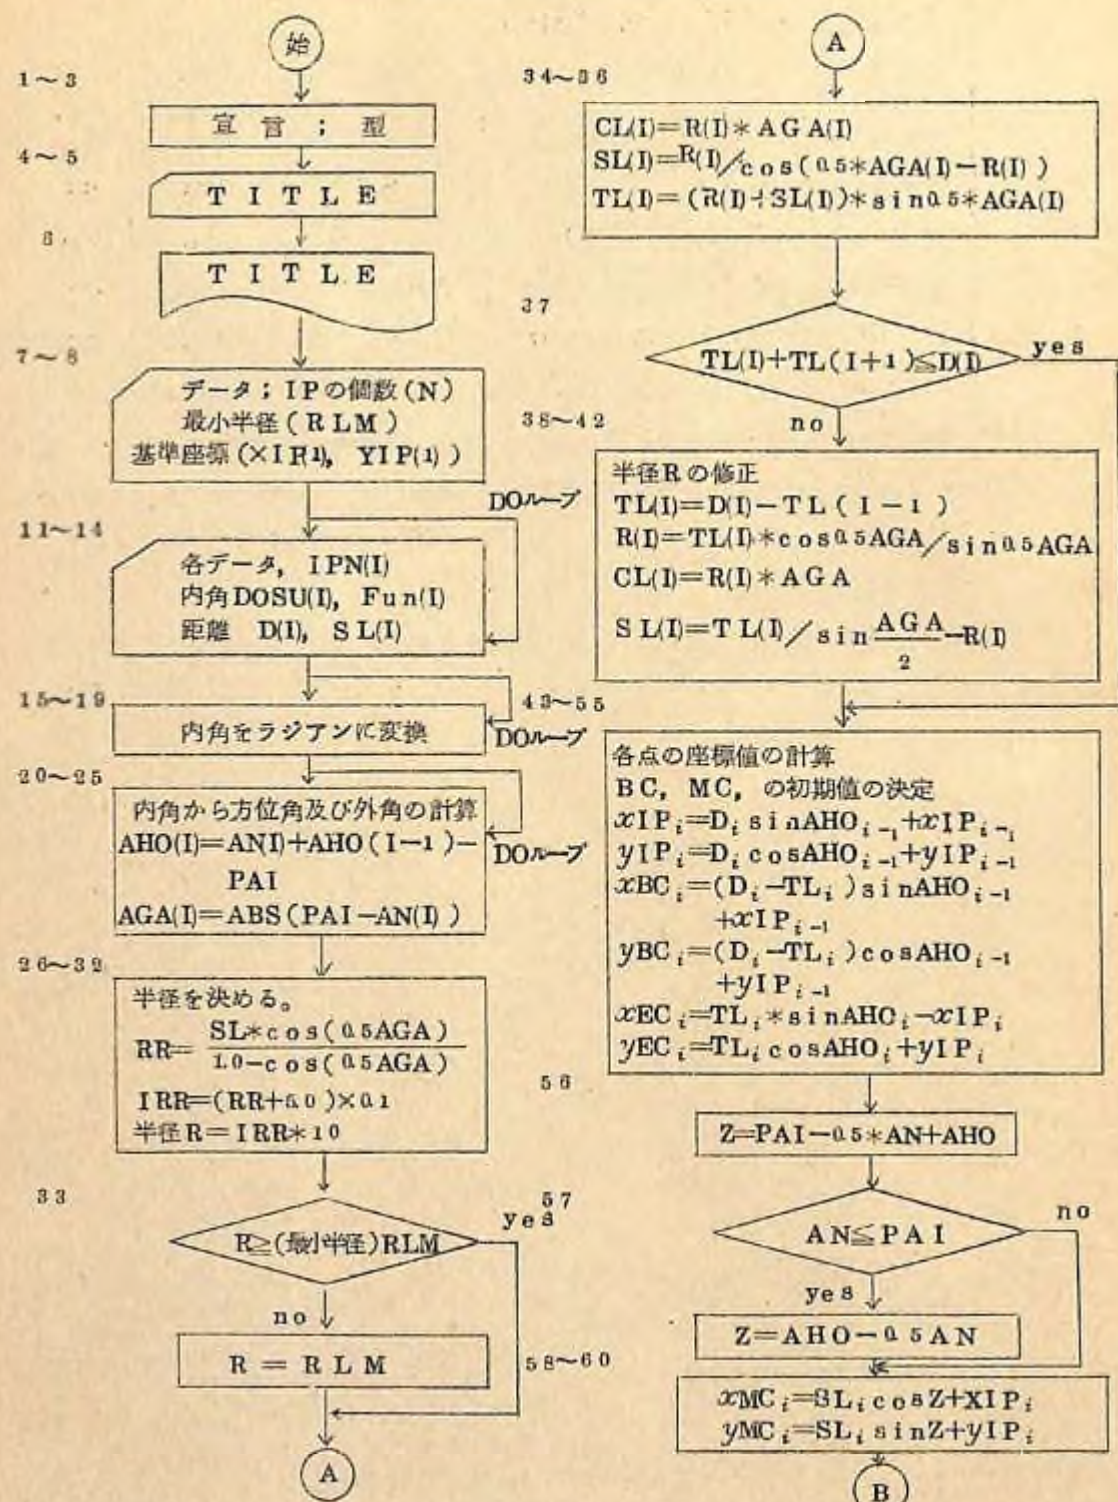 始
1～3
宣言；型
4～5
TITLE
6
TITLE
7～8
データ；IPの個数(N)
最小半径(RLM)
基準座標(×IP(1), YIP(1))
DOループ
11～14
各データ, IPN(I)
内角DOSU(I), Fun(I)
距離 D(I), SL(I)
15～19
内角をラジアンに変換
DOループ
20～25
内角から方位角及び外角の計算
AHO(I)=AN(I)+AHO(I−1)−
PAI
AGA(I)=ABS(PAI−AN(I))
DOループ
26～32
半径を決める。
RR= SL*cos(0.5AGA)
1.0−cos(0.5AGA)
IRR=(RR+5.0)×0.1
半径R=IRR*10
33
R≧(最小半径)RLM
yes
no
R=RLM
A
A
34～36
CL(I)=R(I)*AGA(I)
SL(I)=R(I)/cos(0.5*AGA(I)−R(I))
TL(I)=(R(I)+SL(I))*sin0.5*AGA(I)
37
TL(I)+TL(I+1)≦D(I)
yes
no
38～42
半径Rの修正
TL(I)=D(I)−TL(I−1)
R(I)=TL(I)*cos0.5AGA/sin0.5AGA
CL(I)=R(I)*AGA
SL(I)=TL(I)/sin AGA −R(I)
2
43～55
各点の座標値の計算
BC, MC, の初期値の決定
xIPi=Di sinAHOi−1+xIPi−1
yIPi=Di cosAHOi−1+yIPi−1
xBCi=(Di−TLi)sinAHOi−1
+xIPi−1
yBCi=(Di−TLi)cosAHOi−1
+yIPi−1
xECi=TLi*sinAHOi−xIPi
yECi=TLi cosAHOi+yIPi
56
Z=PAI−0.5*AN+AHO
57
AN≦PAI
no
yes
Z=AHO−0.5AN
58～60
xMCi=SLi cosZ+XIPi
yMCi=SLi sinZ+yIPi
B